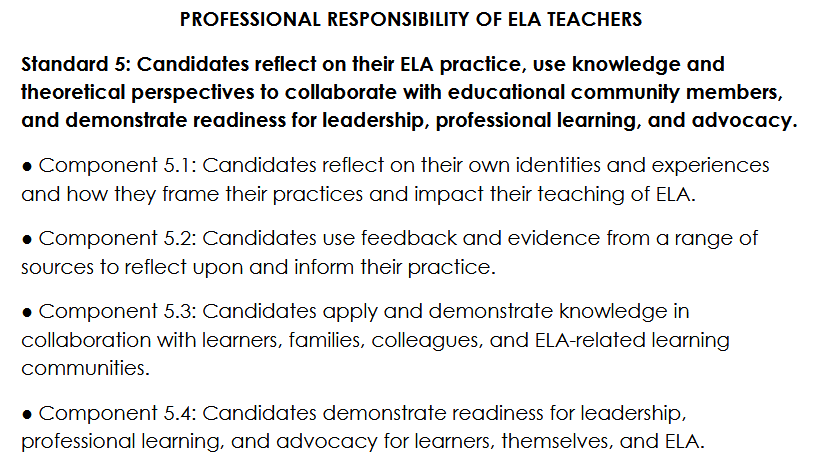 PROFESSIONAL RESPONSIBILITY OF ELA TEACHERS
Standard 5: Candidates reflect on their ELA practice, use knowledge and
theoretical perspectives to collaborate with educational community members,
and demonstrate readiness for leadership, professional learning, and advocacy.
● Component 5.1: Candidates reflect on their own identities and experiences
and how they frame their practices and impact their teaching of ELA.
● Component 5.2: Candidates use feedback and evidence from a range of
sources to reflect upon and inform their practice.
● Component 5.3: Candidates apply and demonstrate knowledge in
collaboration with learners, families, colleagues, and ELA-related learning
communities.
● Component 5.4: Candidates demonstrate readiness for leadership,
professional learning, and advocacy for learners, themselves, and ELA.